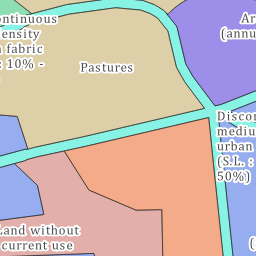 ontinuous
ensity
fabric
: 10% -
Pastures
Ar
(annu
Discon
mediu
urban
(S.L. :
50%)
Land without
current use
(